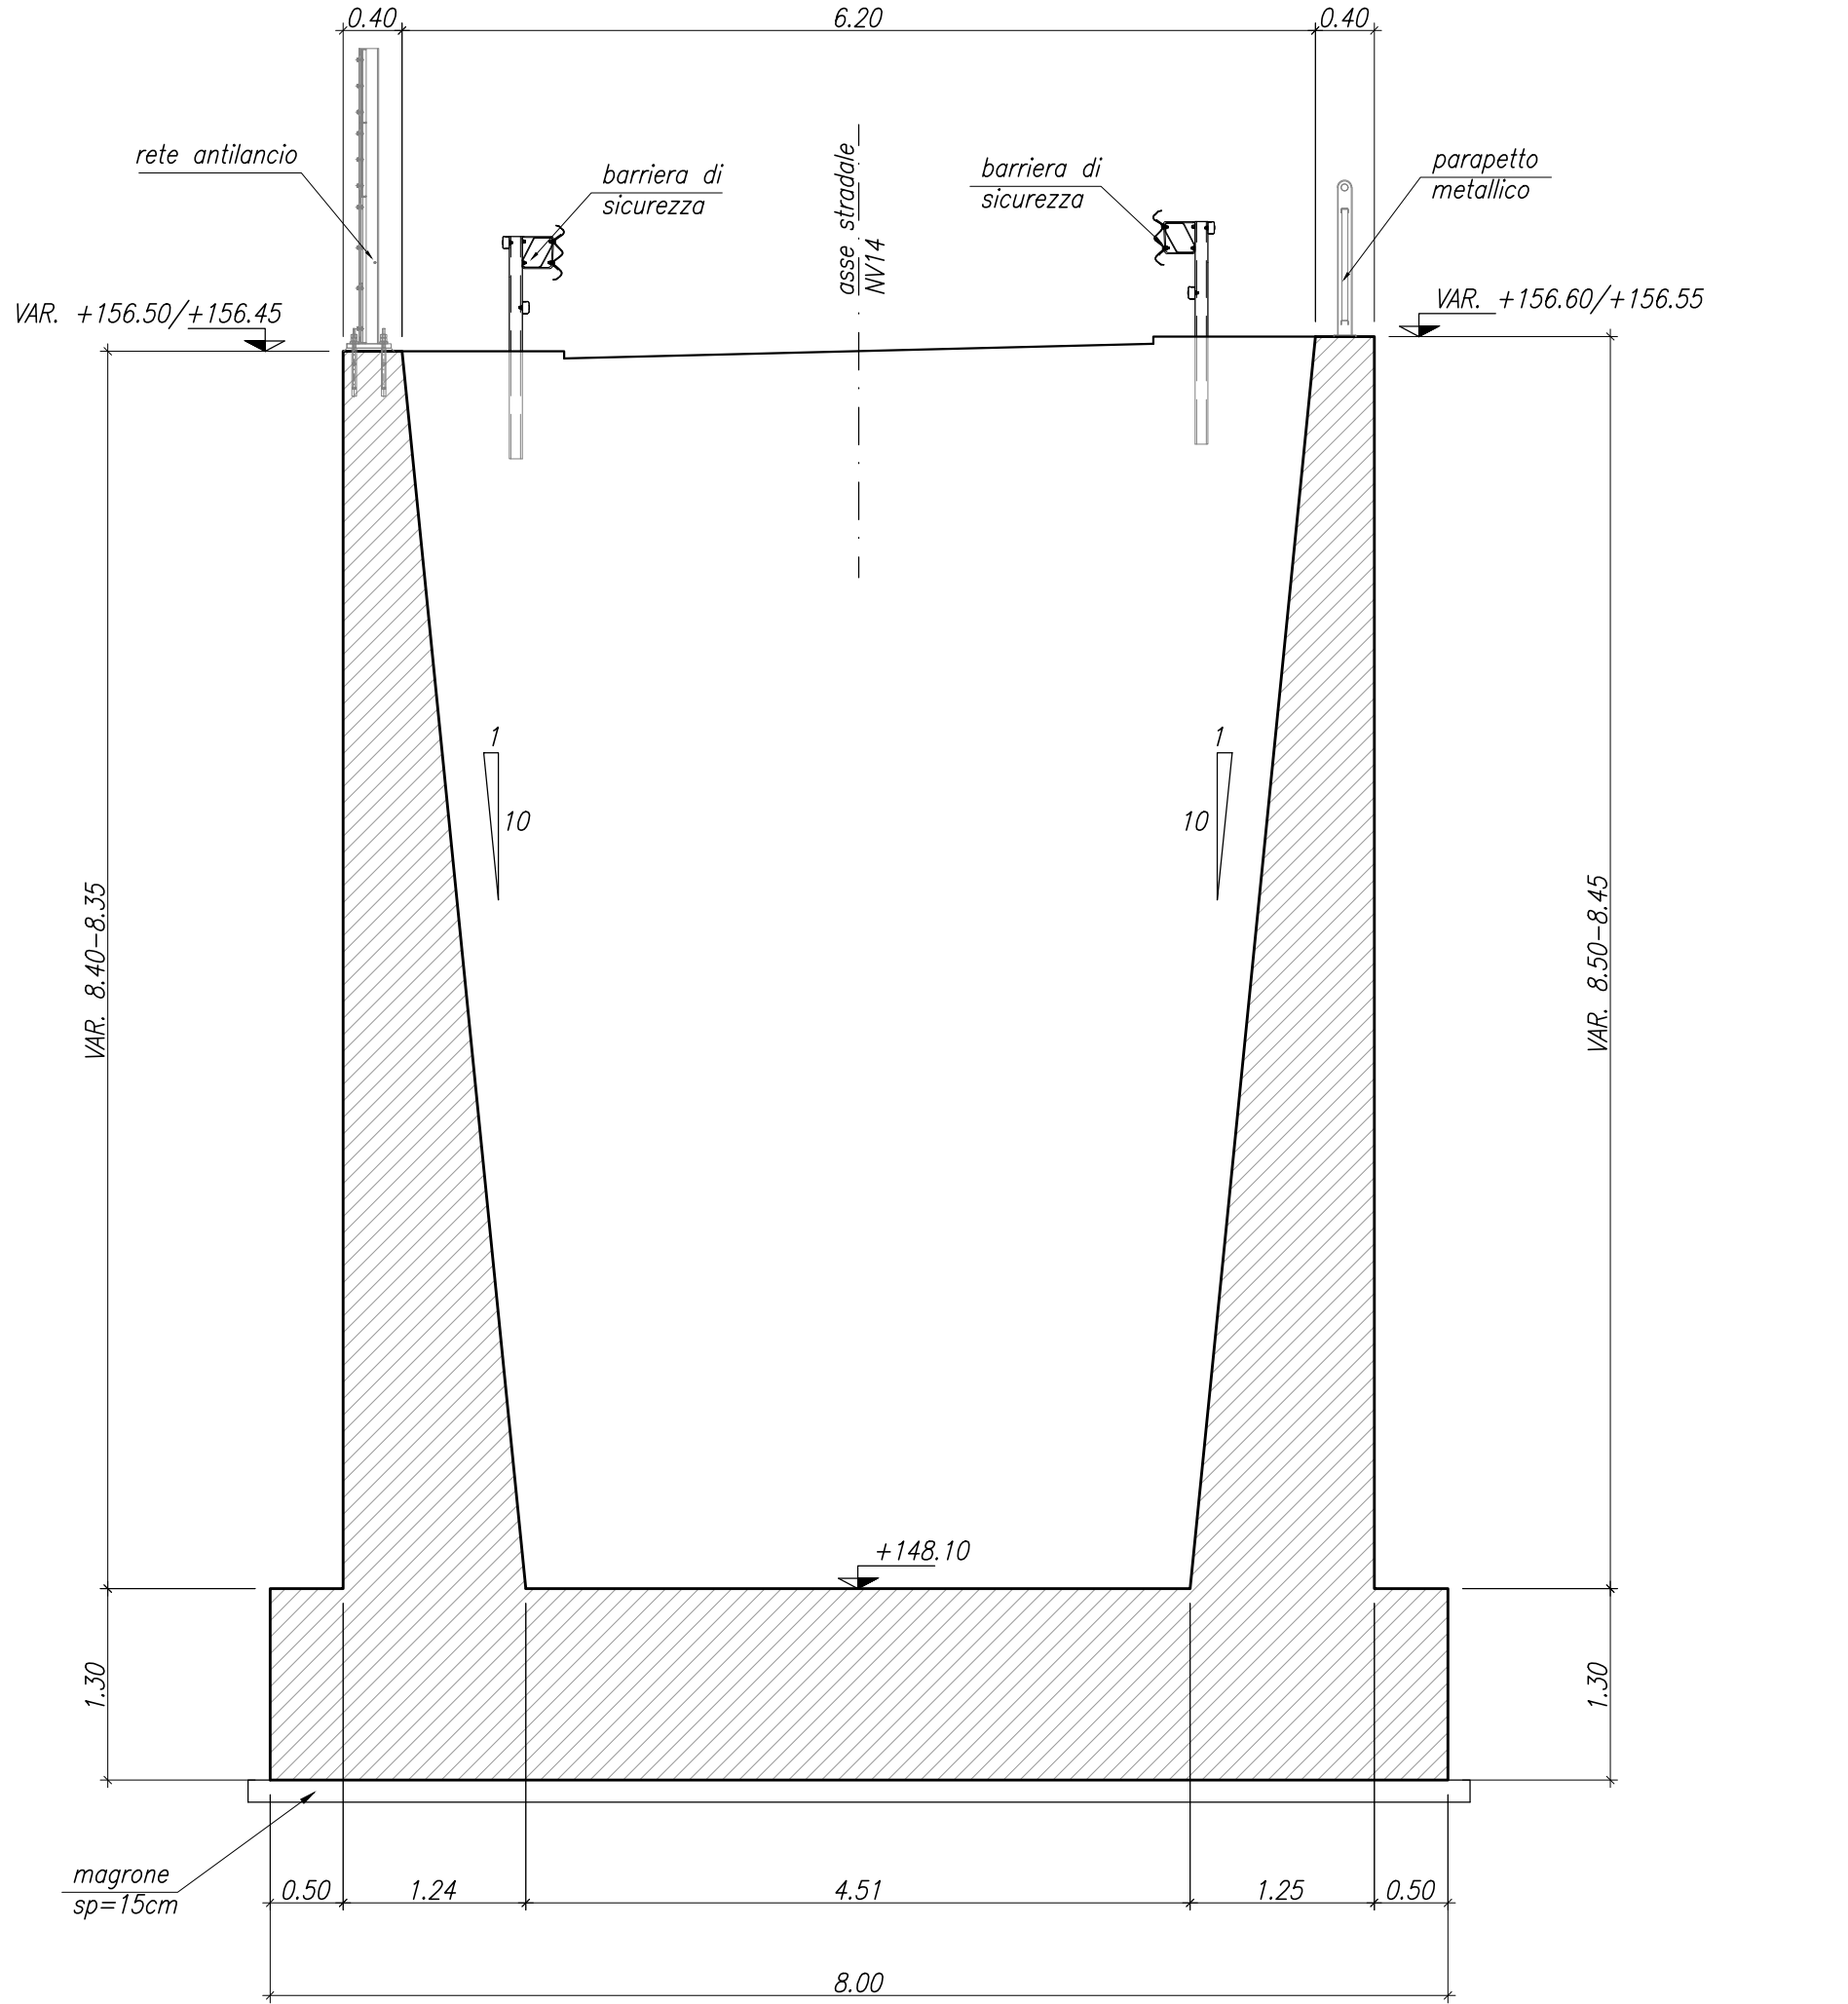 0.40
6.20
0.40
rete antilancio
barriera di
sicurezza
asse stradale
NV14
barriera di
sicurezza
parapetto
metallico
VAR. +156.50/+156.45
VAR. +156.60/+156.55
1
10
1
10
VAR. 8.40-8.35
VAR. 8.50-8.45
+148.10
1.30
1.30
magrone
sp=15cm
0.50
1.24
4.51
1.25
0.50
8.00